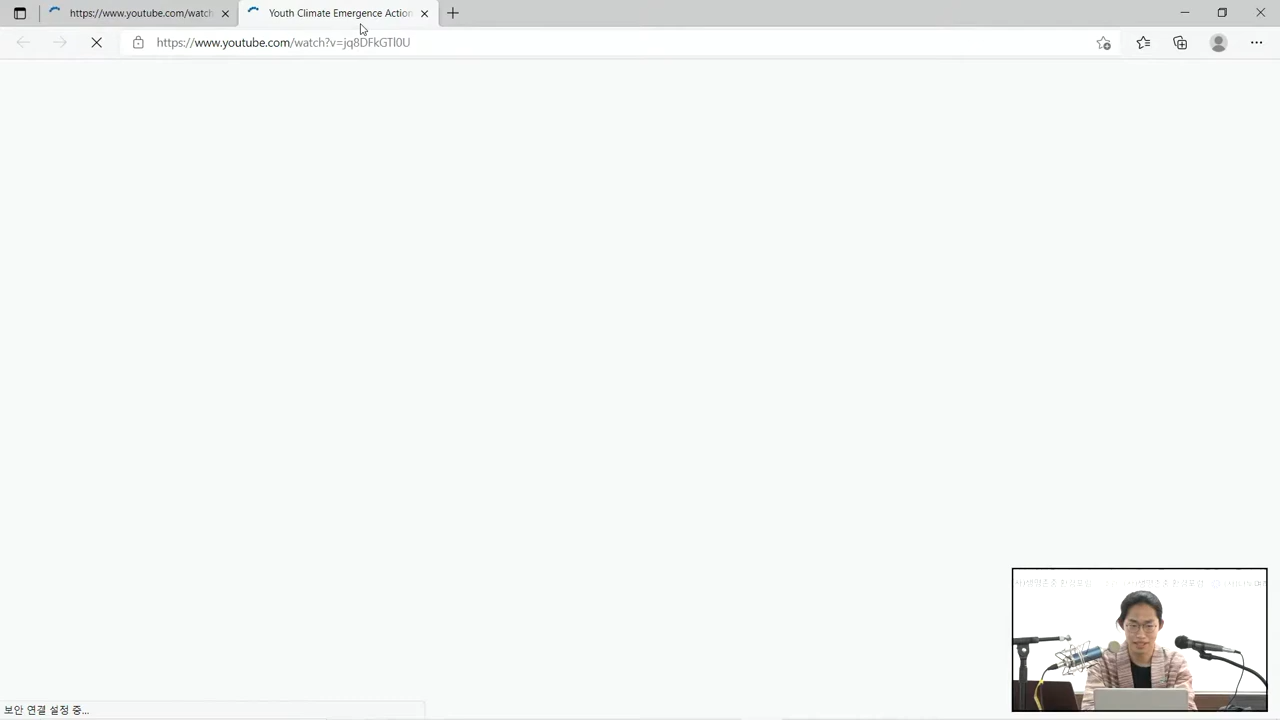 https://www.youtube.com/watch
Youth Climate Emergence Action
https://www.youtube.com/watch?v=jq8DFkGTl0U
보안 연결 설정 중...